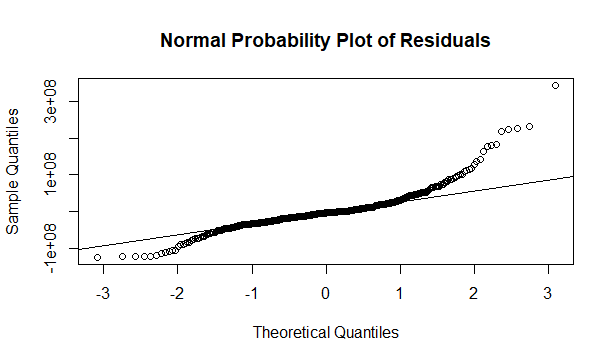 Normal Probability Plot of Residuals
Sample Quantiles
3e+08
1e+08
-1e+08
-3 -2 -1 0 1 2 3
Theoretical Quantiles